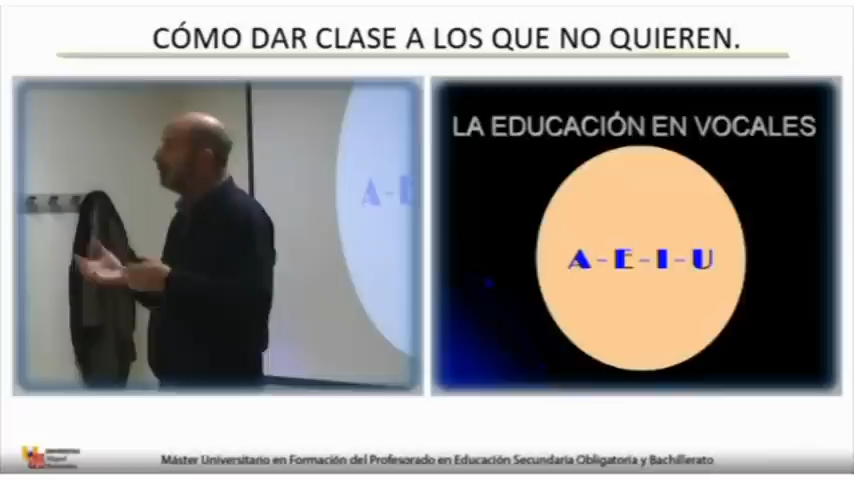 CÓMO DAR CLASE A LOS QUE NO QUIEREN.
A-E
LA EDUCACIÓN EN VOCALES
A-E-I-U
Máster Universitario en Formación del Profesorado en Educación Secundaria Obligatoria y Bachillerato